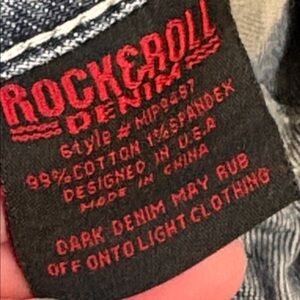 ROCK&ROLL
DENIM
Style # MIP9497
99% COTTON 1% SPANDEX
DESIGNED IN U.S.A
MADE IN CHINA
DARK DENIM MAY RUB
OFF ONTO LIGHT CLOTHING